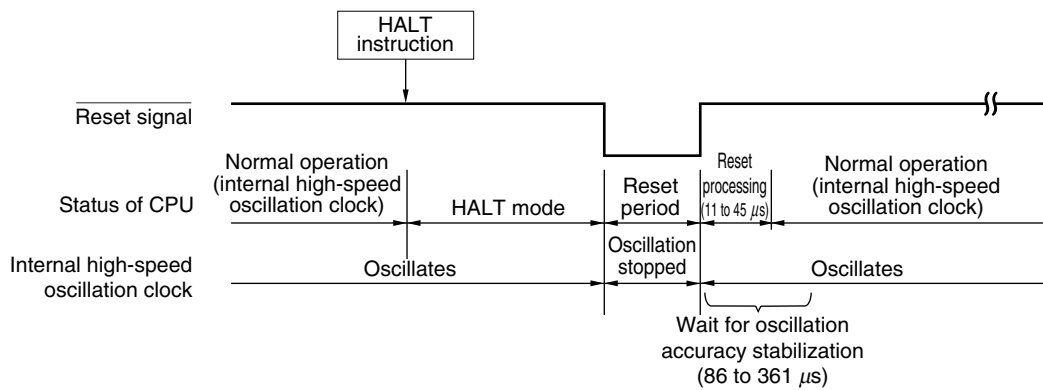 HALT
instruction
Reset signal
Normal operation
(internal high-speed
oscillation clock)
Status of CPU
HALT mode
Reset
period
Reset
processing
(11 to 45 μs)
Normal operation
(internal high-speed
oscillation clock)
Internal high-speed
oscillation clock
Oscillates
Oscillation
stopped
Oscillates
Wait for oscillation
accuracy stabilization
(86 to 361 μs)